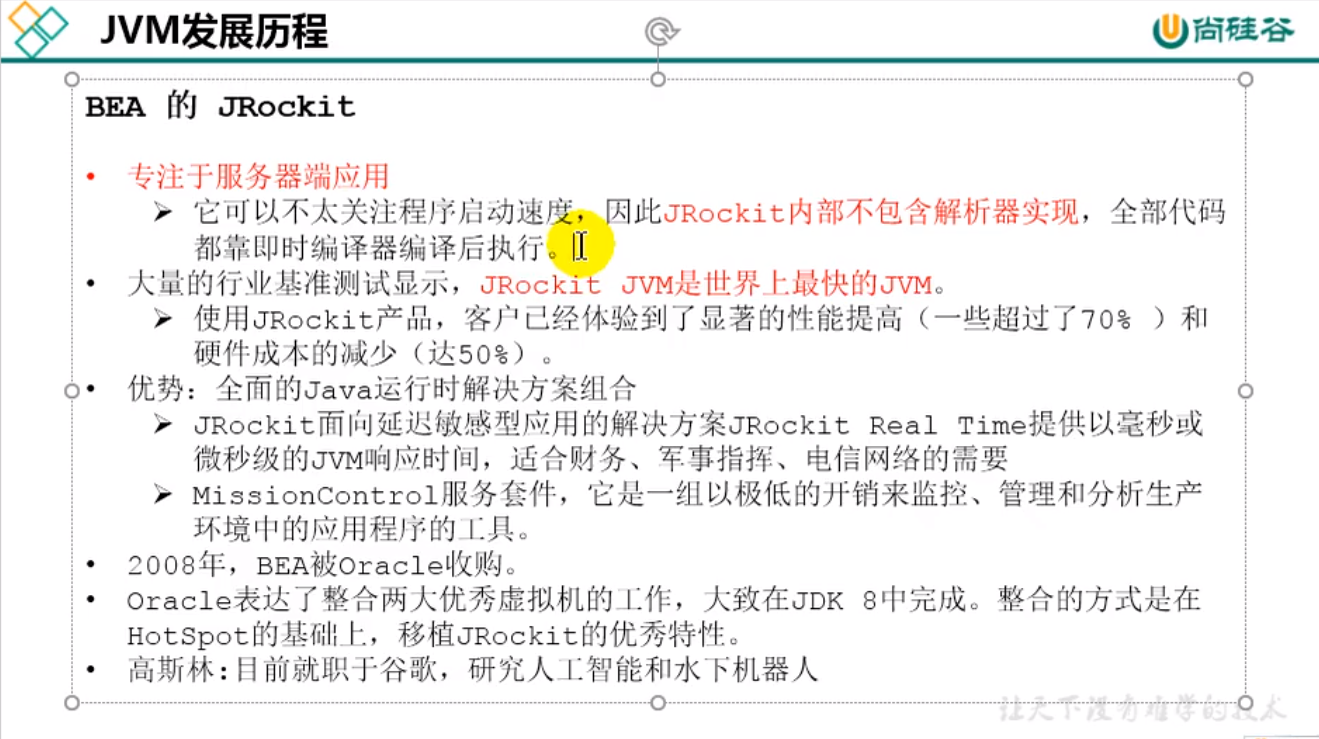 JVM发展历程
尚硅谷
BEA 的 JRockit
• 专注于服务器端应用
➢ 它可以不太关注程序启动速度，因此JRockit内部不包含解析器实现，全部代码
都靠即时编译器编译后执行。
• 大量的行业基准测试显示，JRockit JVM是世界上最快的JVM。
➢ 使用JRockit产品，客户已经体验到了显著的性能提高（一些超过了70% ）和
硬件成本的减少（达50%）。
• 优势：全面的Java运行时解决方案组合
➢ JRockit面向延迟敏感型应用的解决方案JRockit Real Time提供以毫秒或
微秒级的JVM响应时间，适合财务、军事指挥、电信网络的需要
➢ MissionControl服务套件，它是一组以极低的开销来监控、管理和分析生产
环境中的应用程序的工具。
• 2008年，BEA被Oracle收购。
• Oracle表达了整合两大优秀虚拟机的工作，大致在JDK 8中完成。整合的方式是在
HotSpot的基础上，移植JRockit的优秀特性。
• 高斯林:目前就职于谷歌，研究人工智能和水下机器人
让天下没有难学的技术